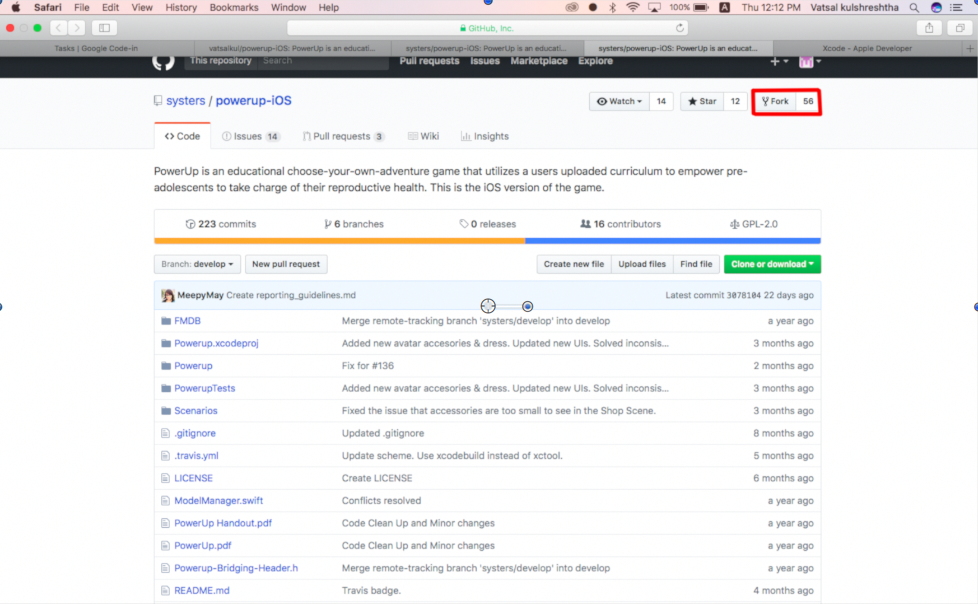 Safari File Edit View History Bookmarks Window Help 100% A Thu 12:12 PM Vatsal kulshreshtha
GitHub, Inc.
Tasks | Google Code-in vatsalkul/powerup-iOS: PowerUp is an educati... systers/powerup-iOS: PowerUp is an educati... systers/powerup-iOS: PowerUp is an educat... Xcode - Apple Developer
This repository Search Pull requests Issues Marketplace Explore
systers / powerup-iOS Watch 14 Star 12 Fork 56
Code Issues 14 Pull requests 3 Wiki Insights
PowerUp is an educational choose-your-own-adventure game that utilizes a users uploaded curriculum to empower pre-
adolescents to take charge of their reproductive health. This is the iOS version of the game.
223 commits 6 branches 0 releases 16 contributors GPL-2.0
Branch: develop New pull request Create new file Upload files Find file Clone or download
MeepyMay Create reporting_guidelines.md Latest commit 3078104 22 days ago
FMDB Merge remote-tracking branch 'systers/develop' into develop a year ago
Powerup.xcodeproj Added new avatar accesories & dress. Updated new UIs. Solved inconsis... 3 months ago
Powerup Fix for #136 2 months ago
PowerupTests Added new avatar accesories & dress. Updated new UIs. Solved inconsis... 3 months ago
Scenarios Fixed the issue that accessories are too small to see in the Shop Scene. 3 months ago
.gitignore Updated .gitignore 8 months ago
.travis.yml Update scheme. Use xcodebuild instead of xctool. 5 months ago
LICENSE Create LICENSE 6 months ago
ModelManager.swift Conflicts resolved a year ago
PowerUp Handout.pdf Code Clean Up and Minor changes a year ago
PowerUp.pdf Code Clean Up and Minor changes a year ago
Powerup-Bridging-Header.h Merge remote-tracking branch 'systers/develop' into develop a year ago
README.md Travis badge. 4 months ago